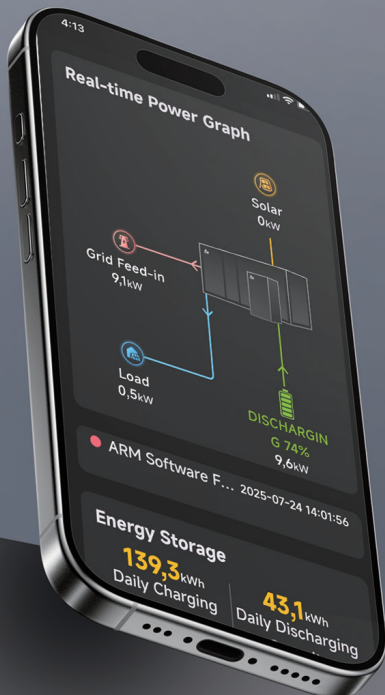 4:13
Real-time Power Graph
Solar
0kW
Grid Feed-in
9,1kW
Load
0,5kW
DISCHARGIN
G 74%
9,6kW
ARM Software F... 2025-07-24 14:01:56
Energy Storage
139,3kWh
Daily Charging
43,1kWh
Daily Discharging